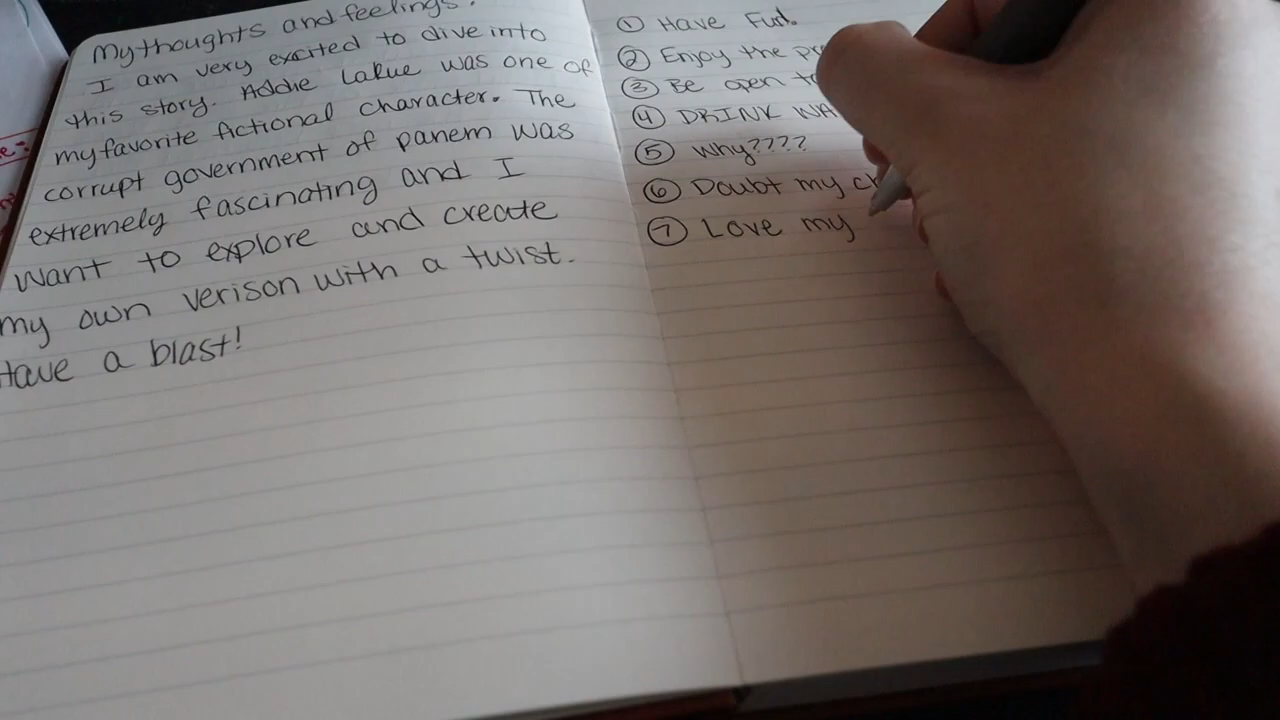 My thoughts and feelings.
I am very excited to dive into
this story. Addie LaRue was one of
my favorite fictional character. The
corrupt government of panem was
extremely fascinating and I
want to explore and create
my own verison with a twist.
Have a blast!
① Have Fun.
② Enjoy the
③ Be open to
④ DRINK
⑤ Why????
⑥ Doubt my
⑦ Love my